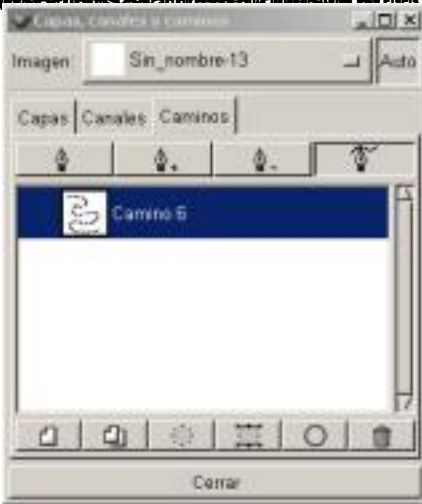 Capas, canales y caminos
Imagen: Sin_nombre-13 Auto
Capas Canales Caminos
Camino 6
Cerrar